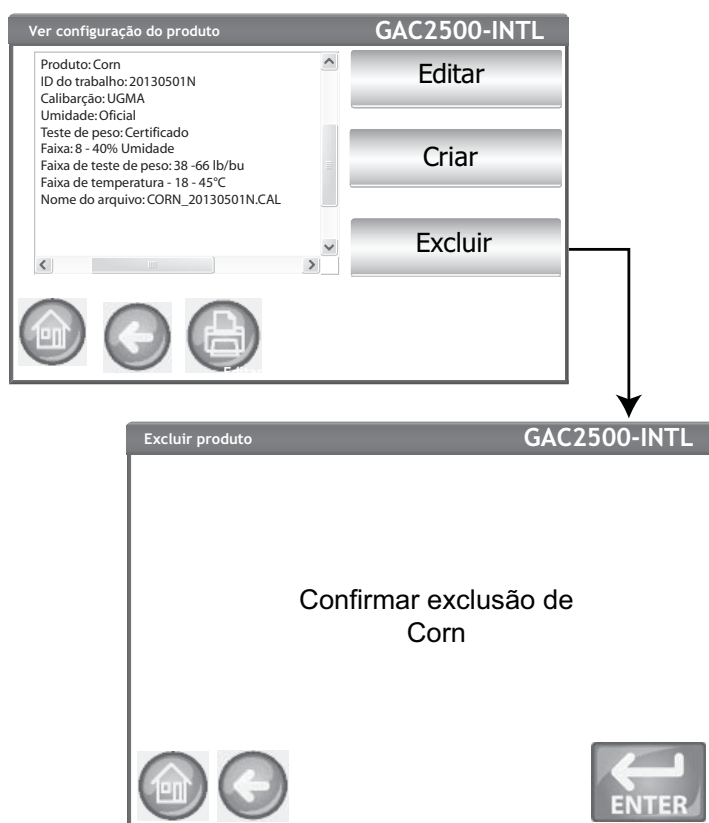 Ver configuração do produto
GAC2500-INTL
Produto: Corn
ID do trabalho: 20130501N
Calibarção: UGMA
Umidade: Oficial
Teste de peso: Certificado
Faixa: 8 - 40% Umidade
Faixa de teste de peso: 38 -66 lb/bu
Faixa de temperatura - 18 - 45°C
Nome do arquivo: CORN_20130501N.CAL
Editar
Criar
Excluir
Editar
Excluir produto
GAC2500-INTL
Confirmar exclusão de
Corn
ENTER